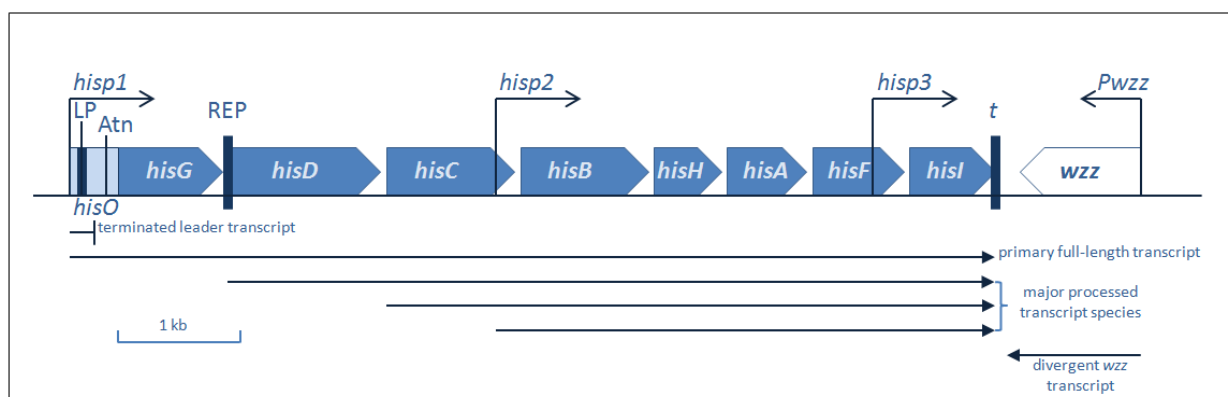 hisp1
hisp2
hisp3
Pwzz
LP
Atn
REP
t
hisG
hisD
hisC
hisB
hisH
hisA
hisF
hisI
wzz
hisO
terminated leader transcript
primary full-length transcript
major processed
transcript species
1 kb
divergent wzz
transcript